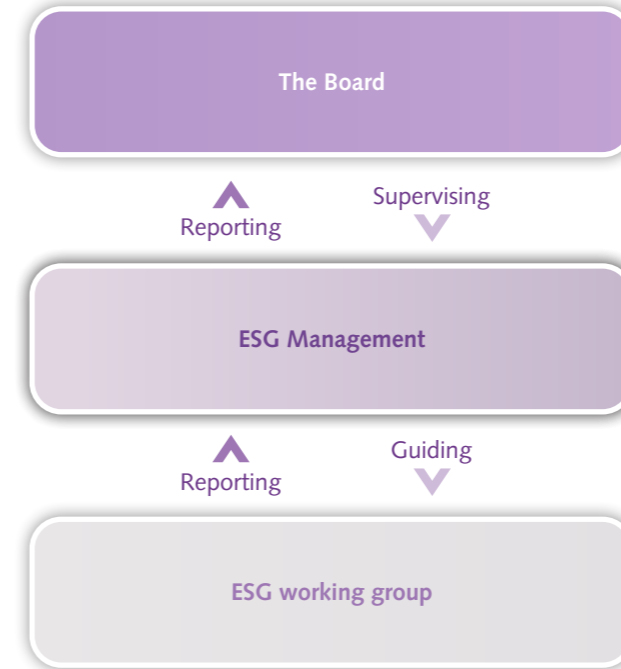 The Board
Reporting
Supervising
ESG Management
Reporting
Guiding
ESG working group